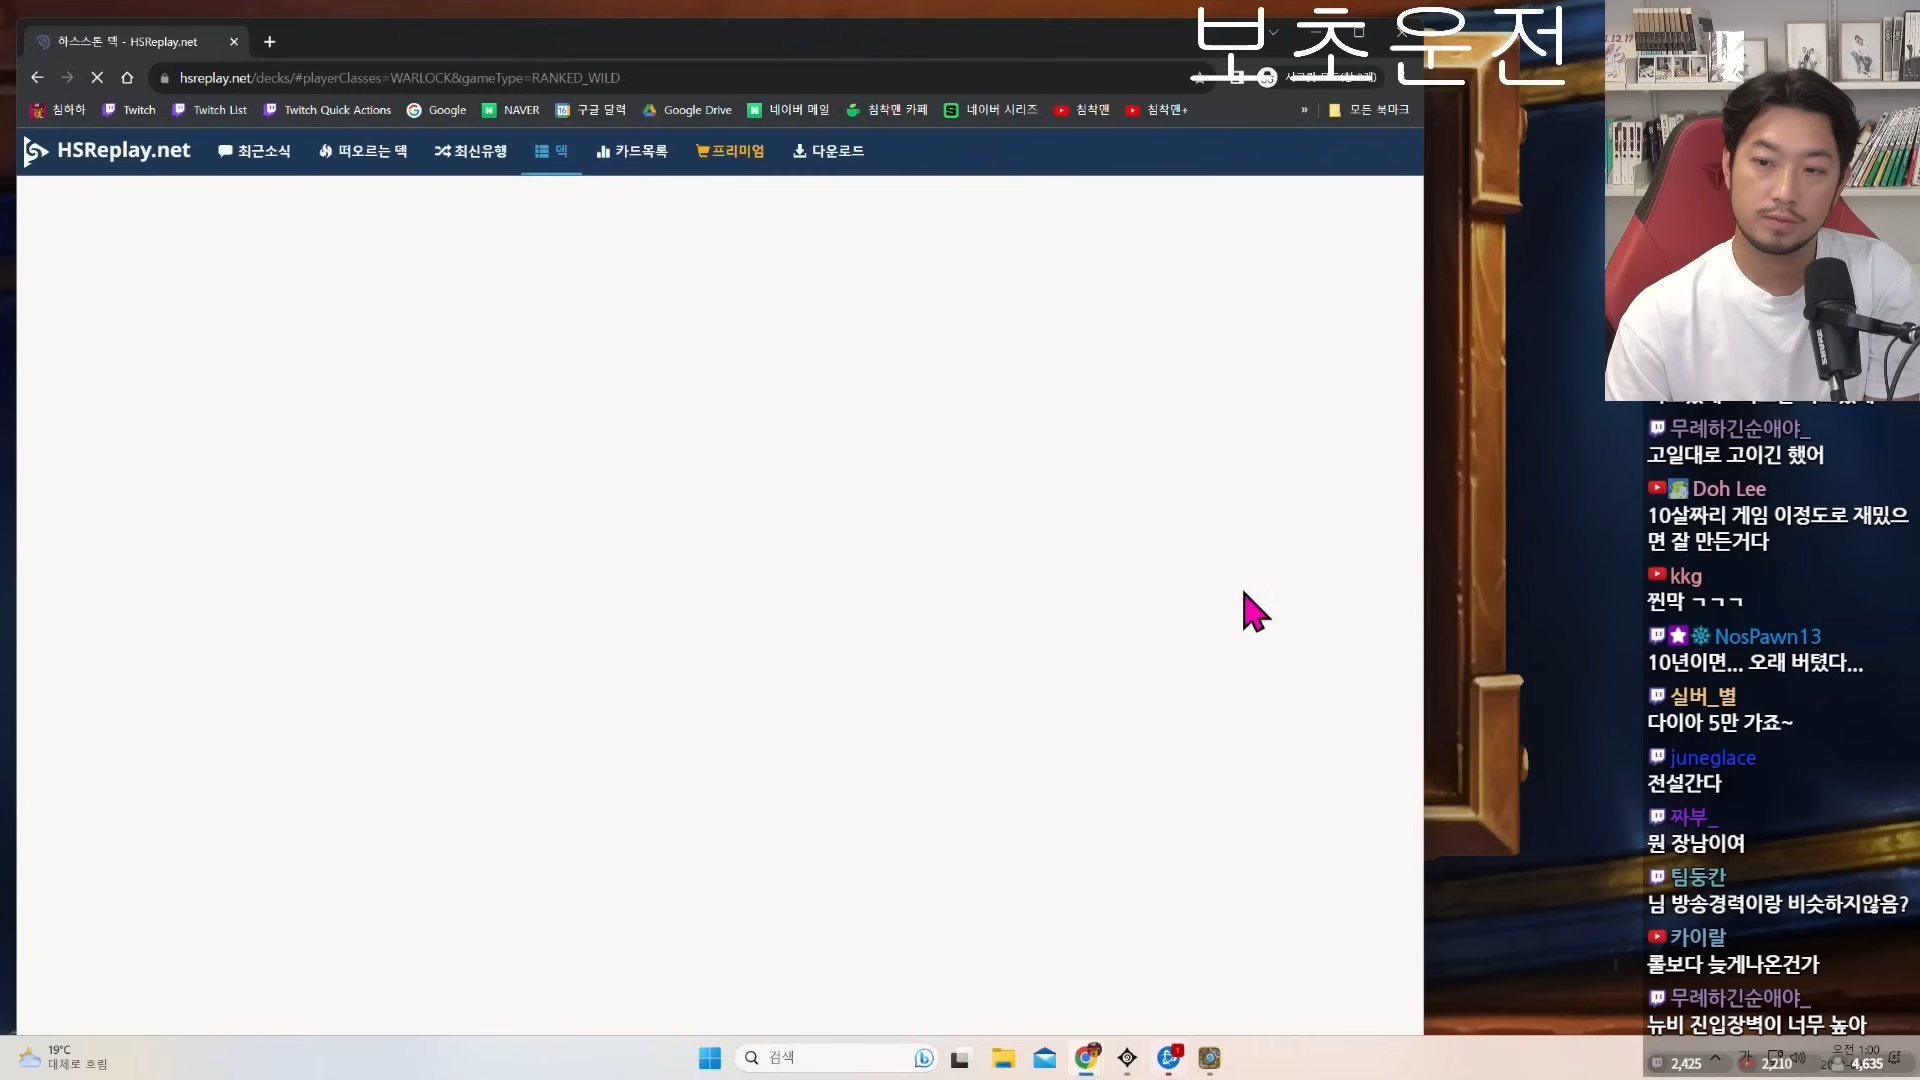 보초운전
하스스톤 덱 - HSReplay.net
hsreplay.net/decks/#playerClasses=WARLOCK&gameType=RANKED_WILD
침하하 Twitch Twitch List Twitch Quick Actions Google NAVER 구글 달력 Google Drive 네이버 메일 침착맨 카페 네이버 시리즈 침착맨 침착맨+ » 모든 북마크
HSReplay.net 최근소식 떠오르는 덱 최신유행 덱 카드목록 프리미엄 다운로드
무례하긴순애야_
고일대로 고이긴 했어
Doh Lee
10살짜리 게임 이정도로 재밌으
면 잘 만든거다
kkg
찐막 ㄱㄱㄱ
NosPawn13
10년이면... 오래 버텼다...
실버_별
다이아 5만 가죠~
juneglace
전설간다
짜부_
뭔 장남이여
팀둥칸
님 방송경력이랑 비슷하지않음?
카이랄
롤보다 늦게나온건가
무례하긴순애야_
뉴비 진입장벽이 너무 높아
19°C
대체로 흐림
검색
가
오전 1:00
2,425 2,210 4,635